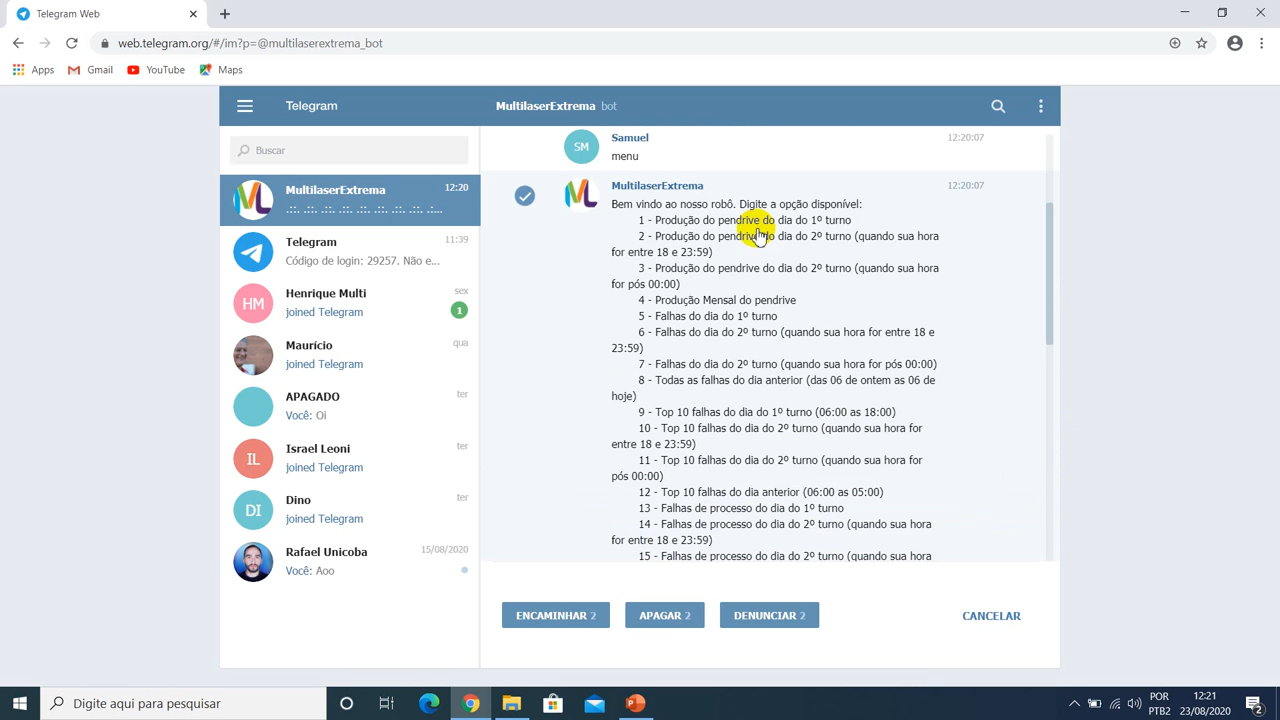 Telegram Web
web.telegram.org/#/im?p=@multilaserextrema_bot
Apps
Gmail
YouTube
Maps
Telegram
MultilaserExtrema bot
Buscar
MultilaserExtrema 12:20
.:. .:. .:. .:. .:. .:. .:. .:. .:...
Telegram 11:39
Código de login: 29257. Não e...
HM
Henrique Multi sex
joined Telegram 1
Maurício qua
joined Telegram
APAGADO ter
Você: Oi
IL
Israel Leoni ter
joined Telegram
DI
Dino ter
joined Telegram
Rafael Unicoba 15/08/2020
Você: Aoo
SM
Samuel 12:20:07
menu
MultilaserExtrema 12:20:07
Bem vindo ao nosso robô. Digite a opção disponível:
1 - Produção do pendrive do dia do 1º turno
2 - Produção do pendrive do dia do 2º turno (quando sua hora
for entre 18 e 23:59)
3 - Produção do pendrive do dia do 2º turno (quando sua hora
for pós 00:00)
4 - Produção Mensal do pendrive
5 - Falhas do dia do 1º turno
6 - Falhas do dia do 2º turno (quando sua hora for entre 18 e
23:59)
7 - Falhas do dia do 2º turno (quando sua hora for pós 00:00)
8 - Todas as falhas do dia anterior (das 06 de ontem as 06 de
hoje)
9 - Top 10 falhas do dia do 1º turno (06:00 as 18:00)
10 - Top 10 falhas do dia do 2º turno (quando sua hora for
entre 18 e 23:59)
11 - Top 10 falhas do dia do 2º turno (quando sua hora for
pós 00:00)
12 - Top 10 falhas do dia anterior (06:00 as 05:00)
13 - Falhas de processo do dia do 1º turno
14 - Falhas de processo do dia do 2º turno (quando sua hora
for entre 18 e 23:59)
15 - Falhas de processo do dia do 2º turno (quando sua hora
ENCAMINHAR 2
APAGAR 2
DENUNCIAR 2
CANCELAR
Digite aqui para pesquisar
POR
PTB2
12:21
23/08/2020
2